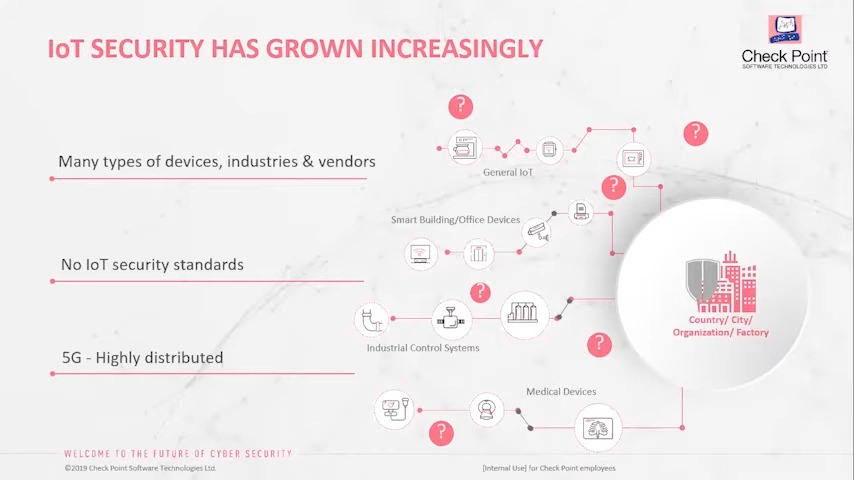 IoT SECURITY HAS GROWN INCREASINGLY
Check Point
SOFTWARE TECHNOLOGIES LTD
?
?
Many types of devices, industries & vendors
General IoT
?
Smart Building/Office Devices
No IoT security standards
?
Country/ City/
Organization/ Factory
?
Industrial Control Systems
5G - Highly distributed
Medical Devices
?
WELCOME TO THE FUTURE OF CYBER SECURITY
©2019 Check Point Software Technologies Ltd.
[Internal Use] for Check Point employees